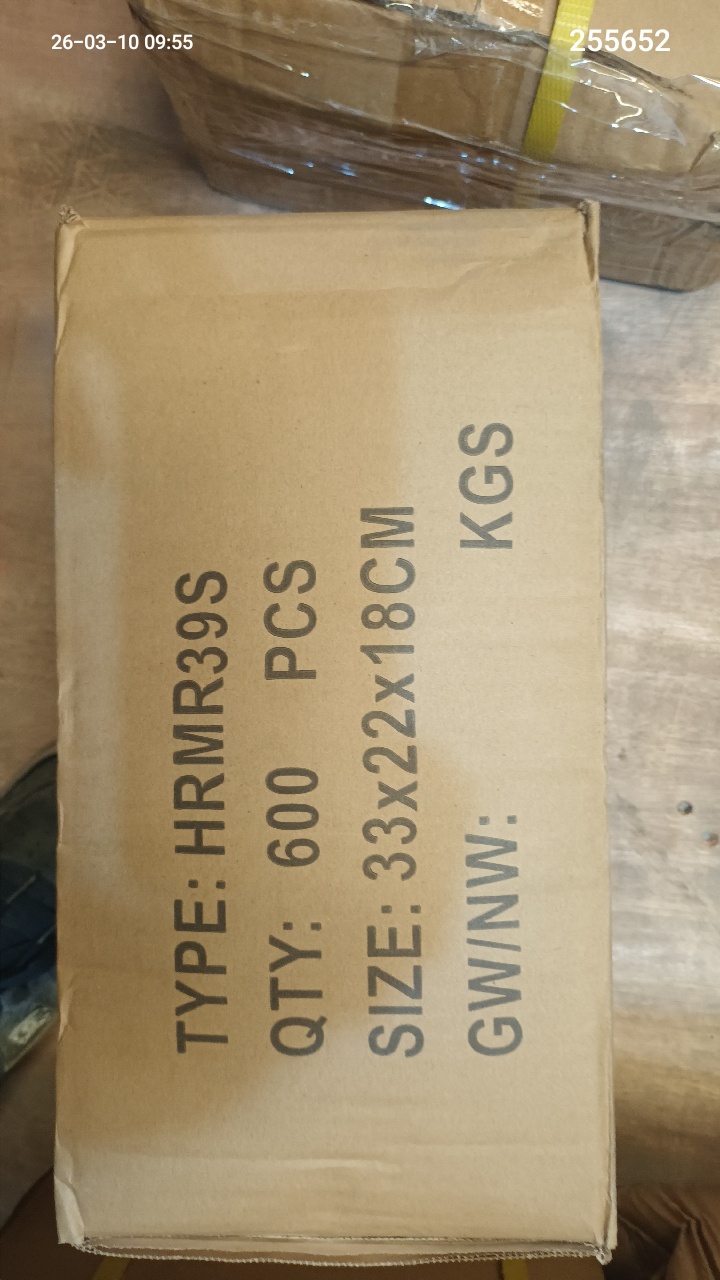 26-03-10 09:55
255652
TYPE: HRMR39S
QTY: 600 PCS
SIZE: 33x22x18CM
GW/NW: KGS